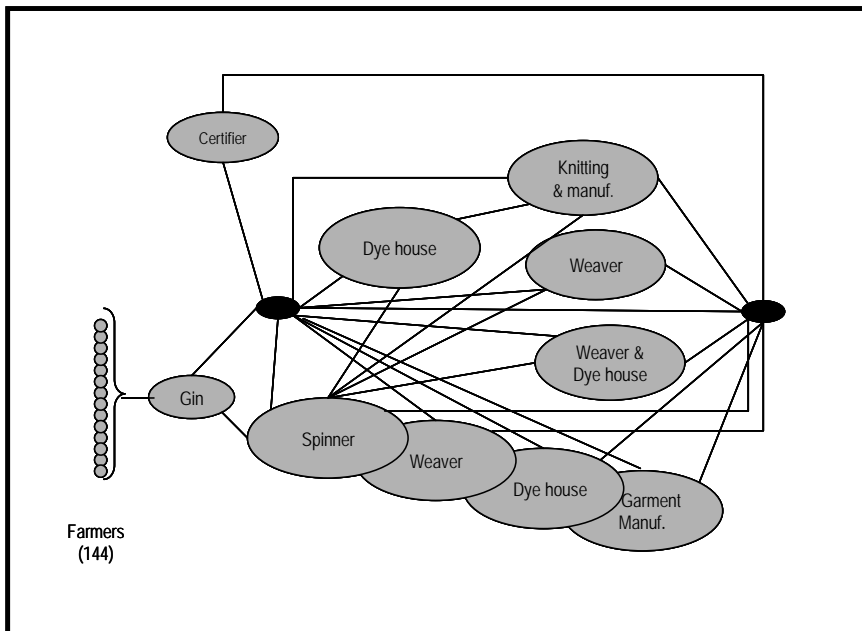 Certifier
Knitting
& manuf.
Dye house
Weaver
Weaver &
Dye house
Gin
Spinner
Weaver
Dye house
Garment
Manuf.
Farmers
(144)